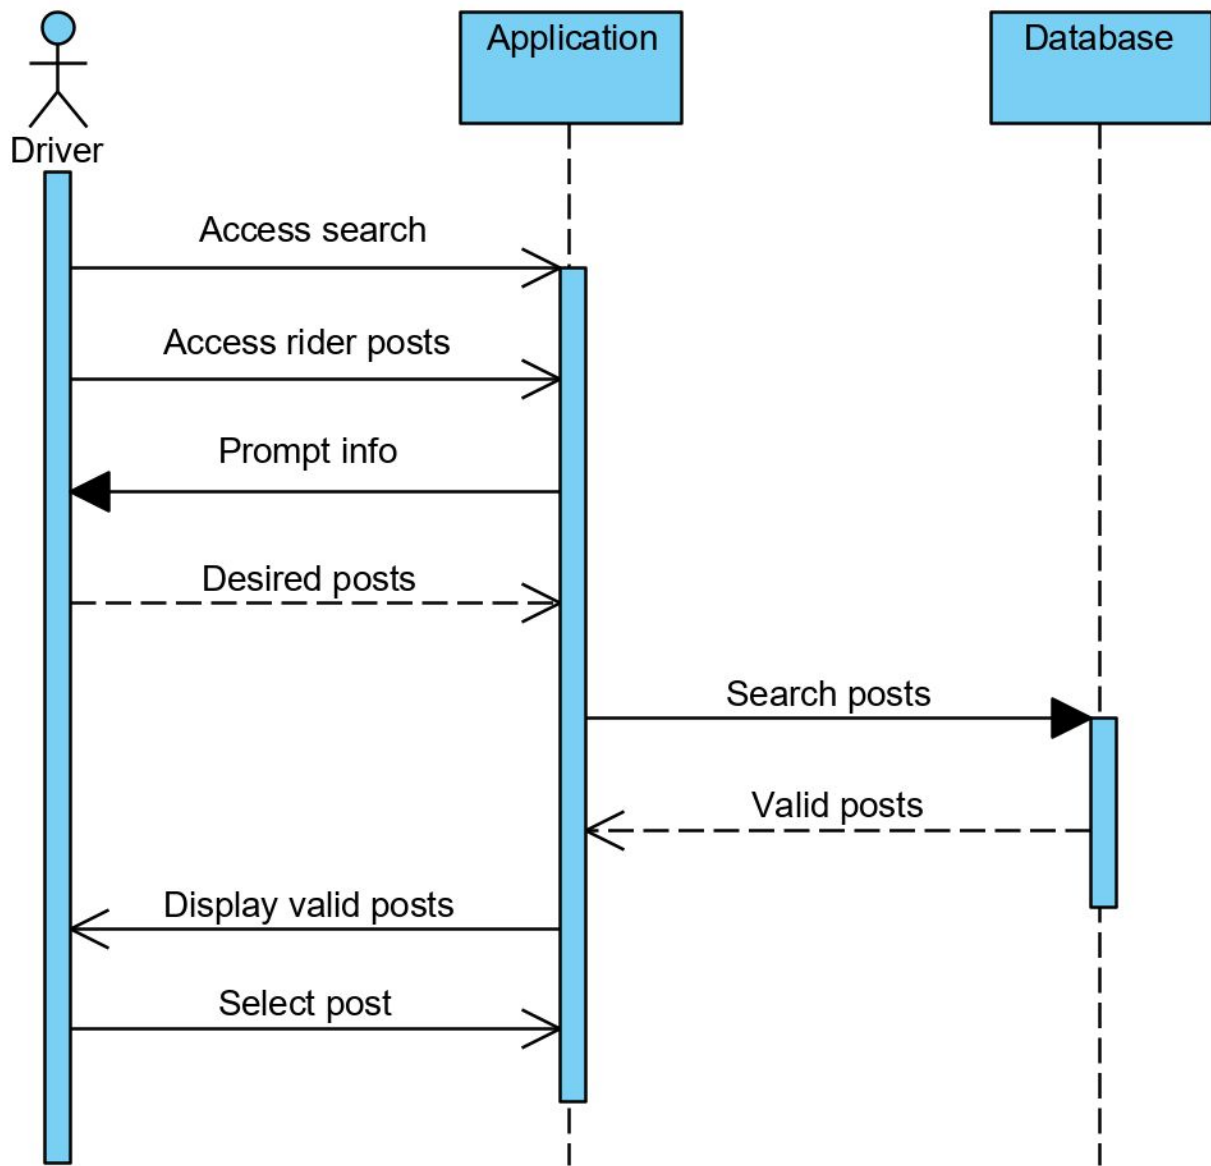 Application
Database
Driver
Access search
Access rider posts
Prompt info
Desired posts
Search posts
Valid posts
Display valid posts
Select post